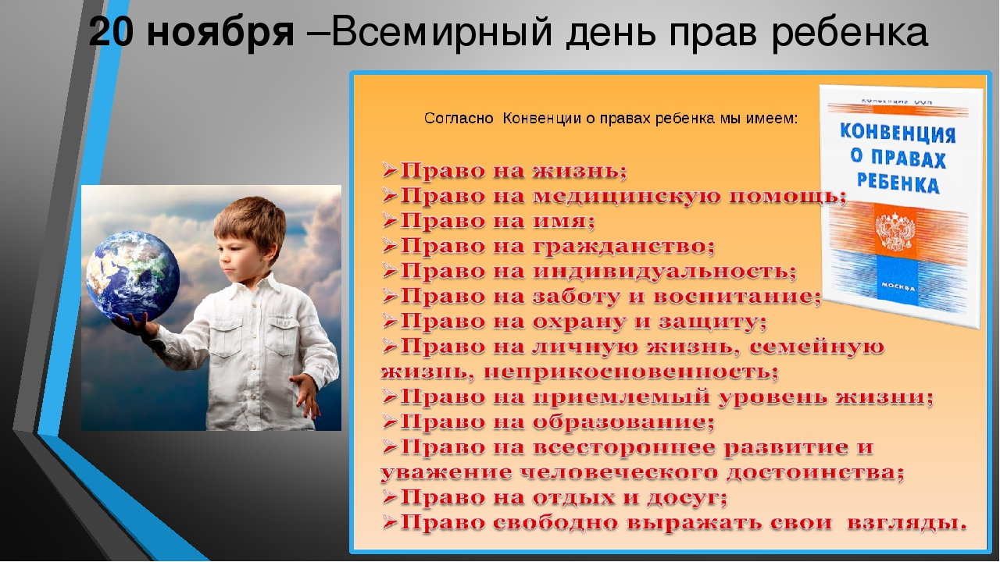 20 ноября –Всемирный день прав ребенка
Согласно Конвенции о правах ребенка мы имеем:
КОНВЕНЦИЯ ООН
КОНВЕНЦИЯ
О ПРАВАХ
РЕБЕНКА
МОСКВА
➢Право на жизнь;
➢Право на медицинскую помощь;
➢Право на имя;
➢Право на гражданство;
➢Право на индивидуальность;
➢Право на заботу и воспитание;
➢Право на охрану и защиту;
➢Право на личную жизнь, семейную
жизнь, неприкосновенность;
➢Право на приемлемый уровень жизни;
➢Право на образование;
➢Право на всестороннее развитие и
уважение человеческого достоинства;
➢Право на отдых и досуг;
➢Право свободно выражать свои взгляды.